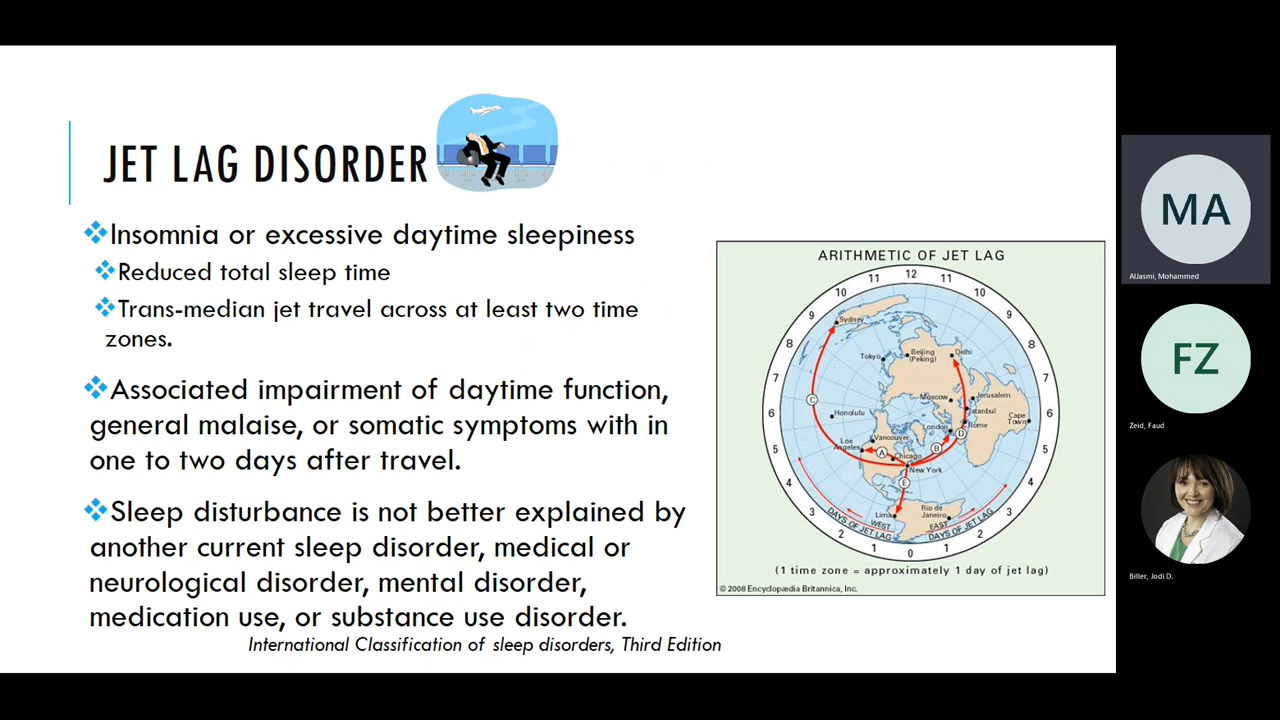 JET LAG DISORDER
Insomnia or excessive daytime sleepiness
Reduced total sleep time
Trans-median jet travel across at least two time
zones.
Associated impairment of daytime function,
general malaise, or somatic symptoms with in
one to two days after travel.
Sleep disturbance is not better explained by
another current sleep disorder, medical or
neurological disorder, mental disorder,
medication use, or substance use disorder.
International Classification of sleep disorders, Third Edition
ARITHMETIC OF JET LAG
12
11
11
10
10
9
9
8
8
7
7
6
6
5
5
4
4
3
3
2
2
1
1
0
Sydney
Tokyo
Beijing
(Peking)
Delhi
Moscow
Jerusalem
Istanbul
Cape
Town
Rome
London
Honolulu
Vancouver
Los
Angeles
Chicago
New York
Lima
Rio de
Janeiro
A
B
C
D
E
DAYS OF JET LAG
WEST
EAST
DAYS OF JET LAG
(1 time zone = approximately 1 day of jet lag)
© 2008 Encyclopædia Britannica, Inc.
MA
AlJasmi, Mohammed
FZ
Zeid, Faud
Biller, Jodi D.